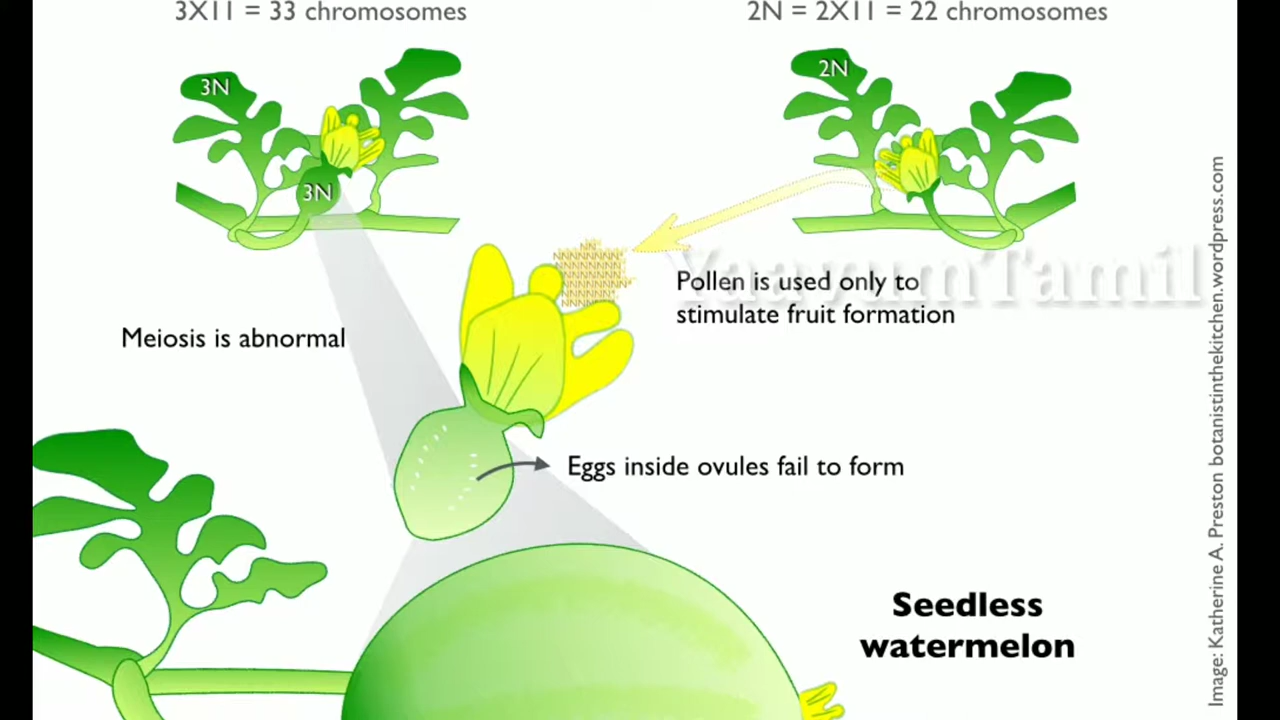 3X11 = 33 chromosomes
2N = 2X11 = 22 chromosomes
3N
2N
3N
YaavumTamil
Pollen is used only to
stimulate fruit formation
Meiosis is abnormal
Eggs inside ovules fail to form
Seedless
watermelon
Image: Katherine A. Preston botanistinthekitchen.wordpress.com